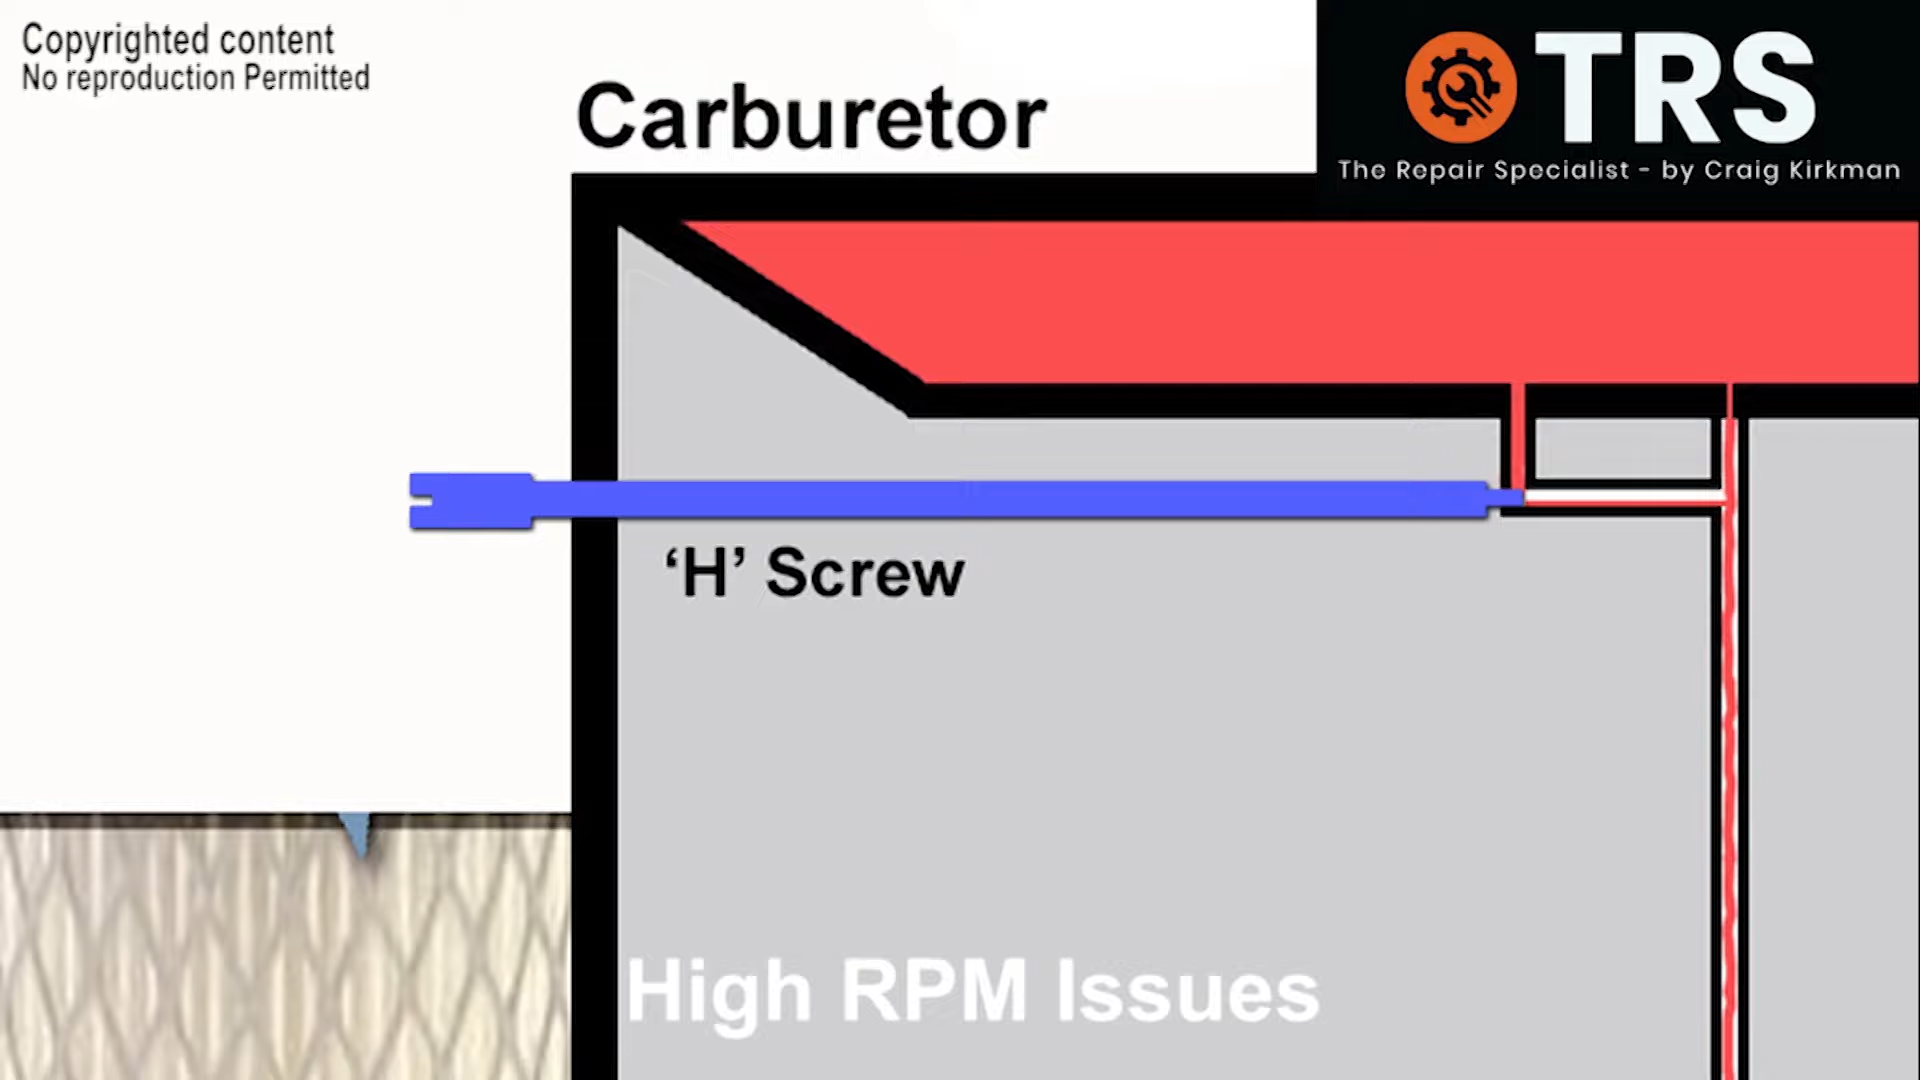 Copyrighted content
No reproduction Permitted
TRS
The Repair Specialist - by Craig Kirkman
Carburetor
‘H’ Screw
High RPM Issues